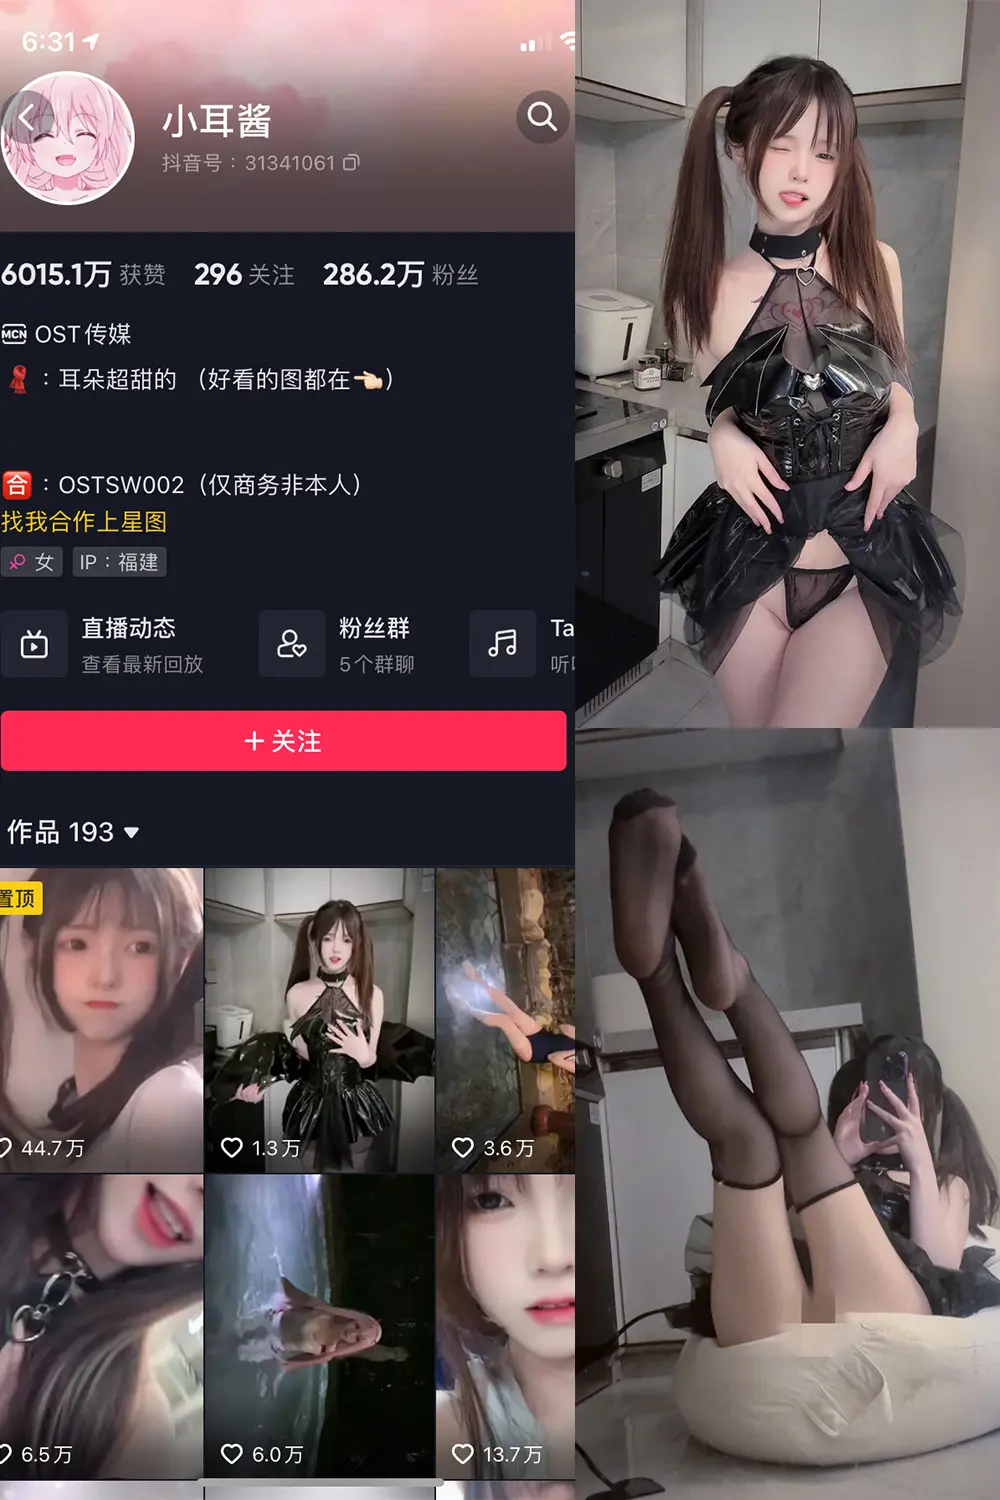 6:31
小耳酱
抖音号：31341061
6015.1万 获赞 296 关注 286.2万 粉丝
MCN OST传媒
：耳朵超甜的 （好看的图都在👈🏻）
合：OSTSW002（仅商务非本人）
找我合作上星图
女 IP：福建
直播动态
查看最新回放
粉丝群
5个群聊
Ta
听
+ 关注
作品 193
置顶
44.7万
1.3万
3.6万
6.5万
6.0万
13.7万